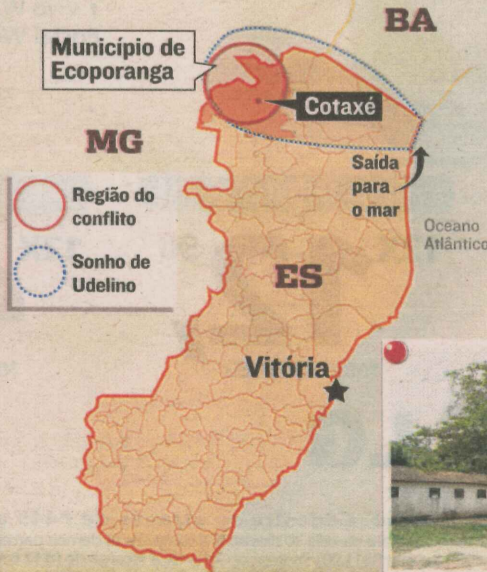 BA
Município de
Ecoporanga
Cotaxé
MG
Saída
para
o mar
Região do
conflito
Oceano
Atlântico
Sonho de
Udelino
ES
Vitória